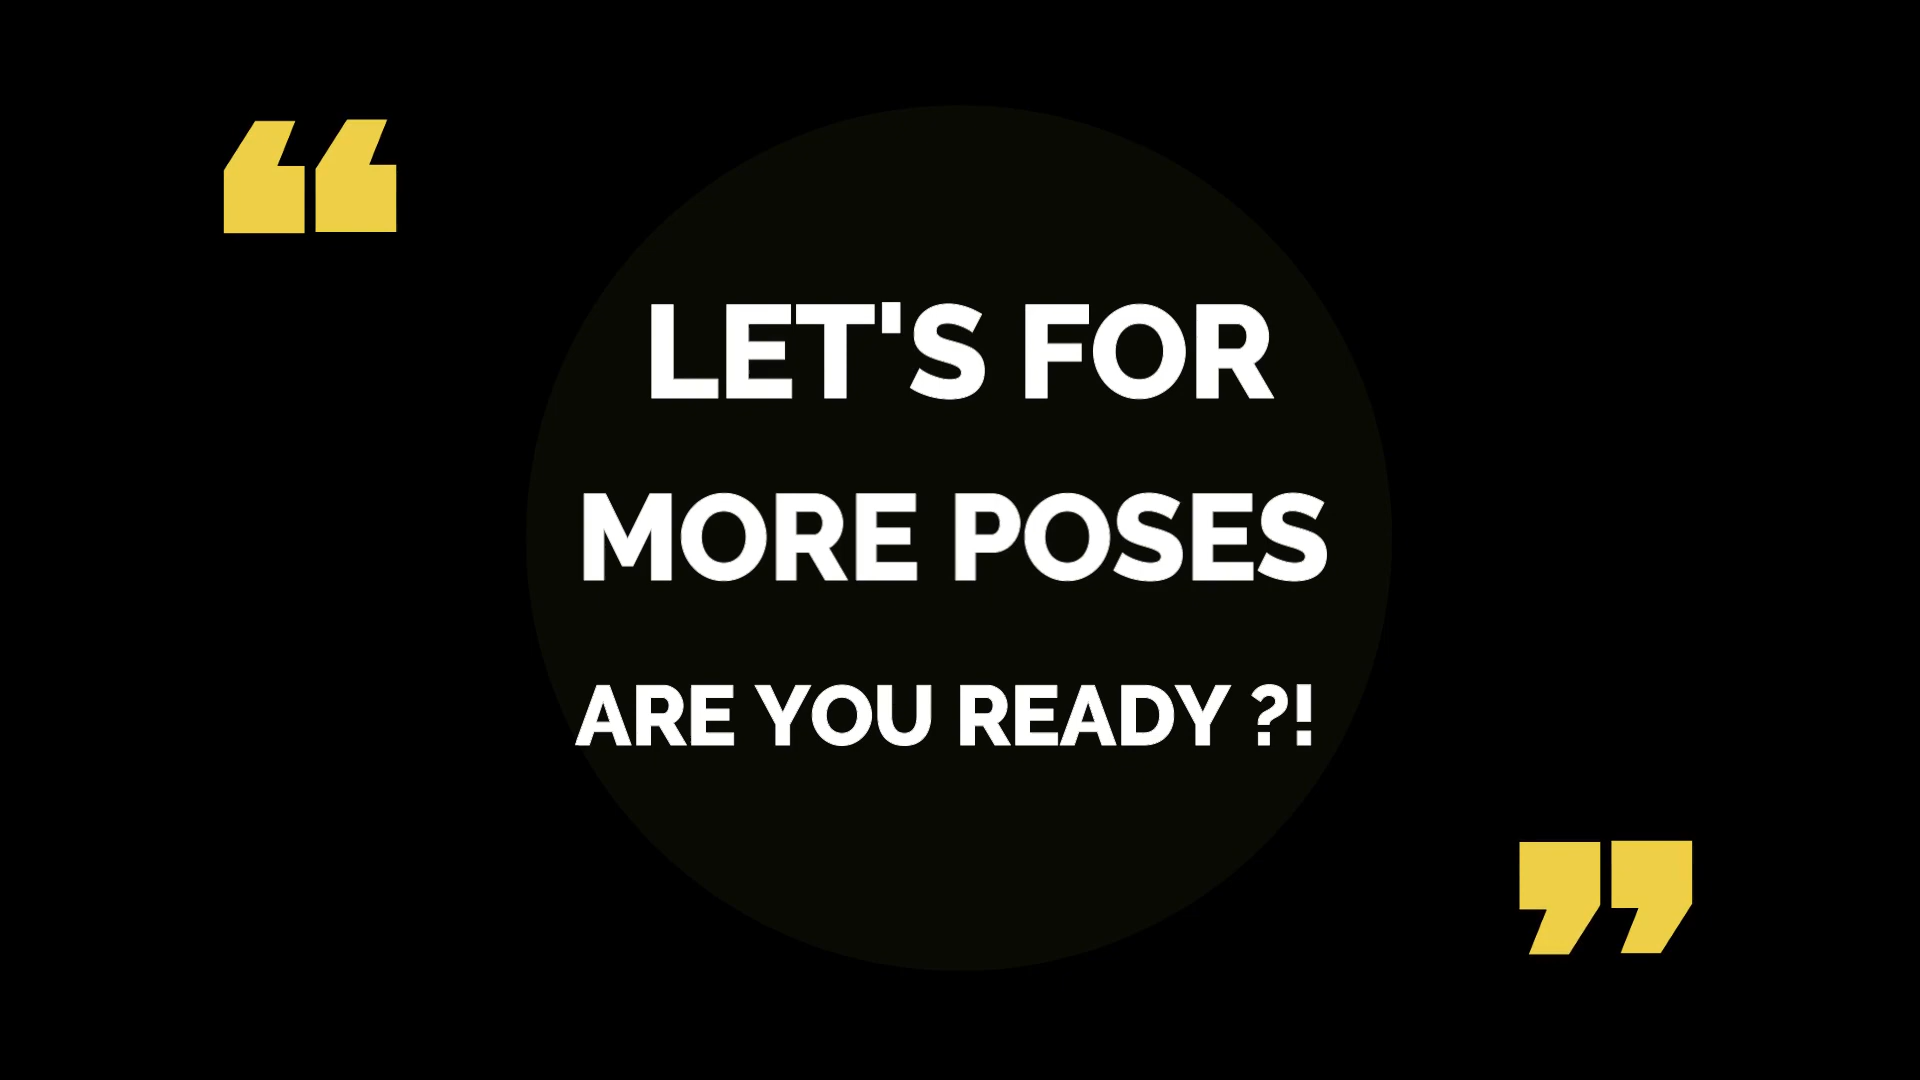 “
LET'S FOR
MORE POSES
ARE YOU READY ?!
”